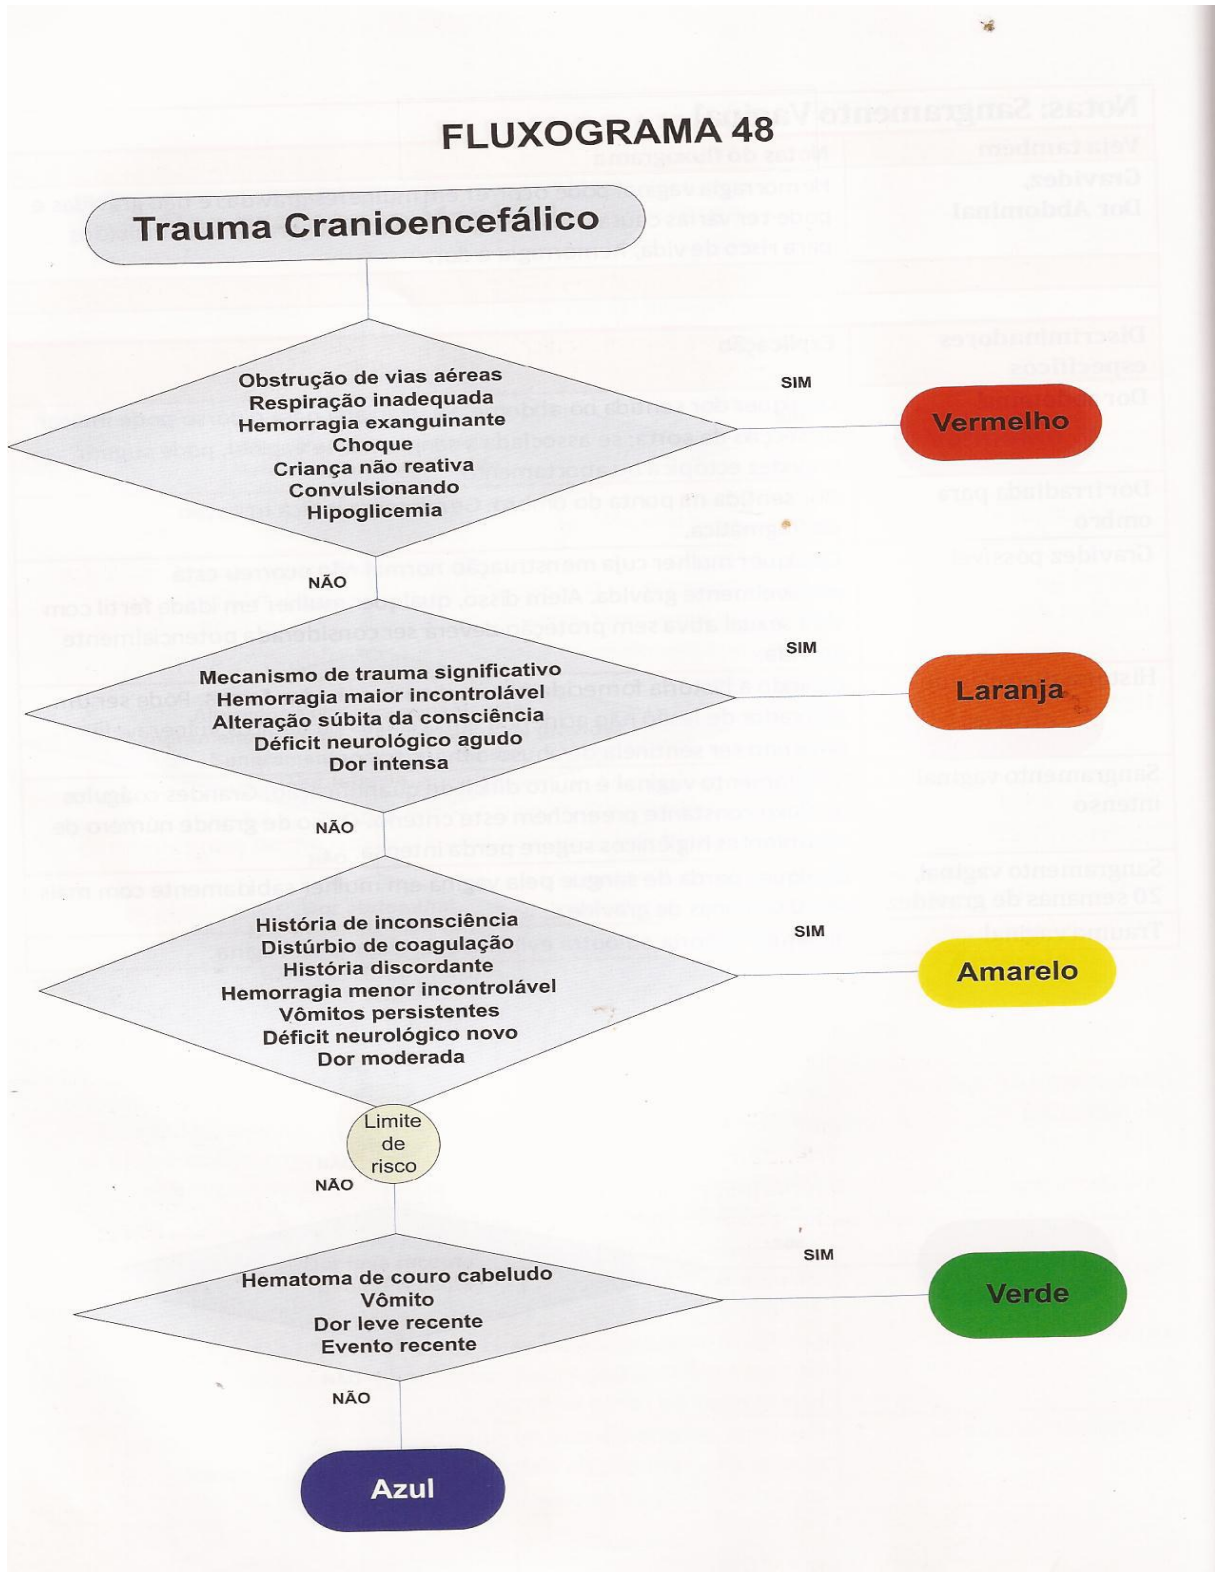 FLUXOGRAMA 48
Trauma Cranioencefálico
Obstrução de vias aéreas
Respiração inadequada
Hemorragia exanguinante
Choque
Criança não reativa
Convulsionando
Hipoglicemia
SIM
Vermelho
NÃO
Mecanismo de trauma significativo
Hemorragia maior incontrolável
Alteração súbita da consciência
Déficit neurológico agudo
Dor intensa
SIM
Laranja
NÃO
História de inconsciência
Distúrbio de coagulação
História discordante
Hemorragia menor incontrolável
Vômitos persistentes
Déficit neurológico novo
Dor moderada
SIM
Amarelo
Limite
de
risco
NÃO
Hematoma de couro cabeludo
Vômito
Dor leve recente
Evento recente
SIM
Verde
NÃO
Azul